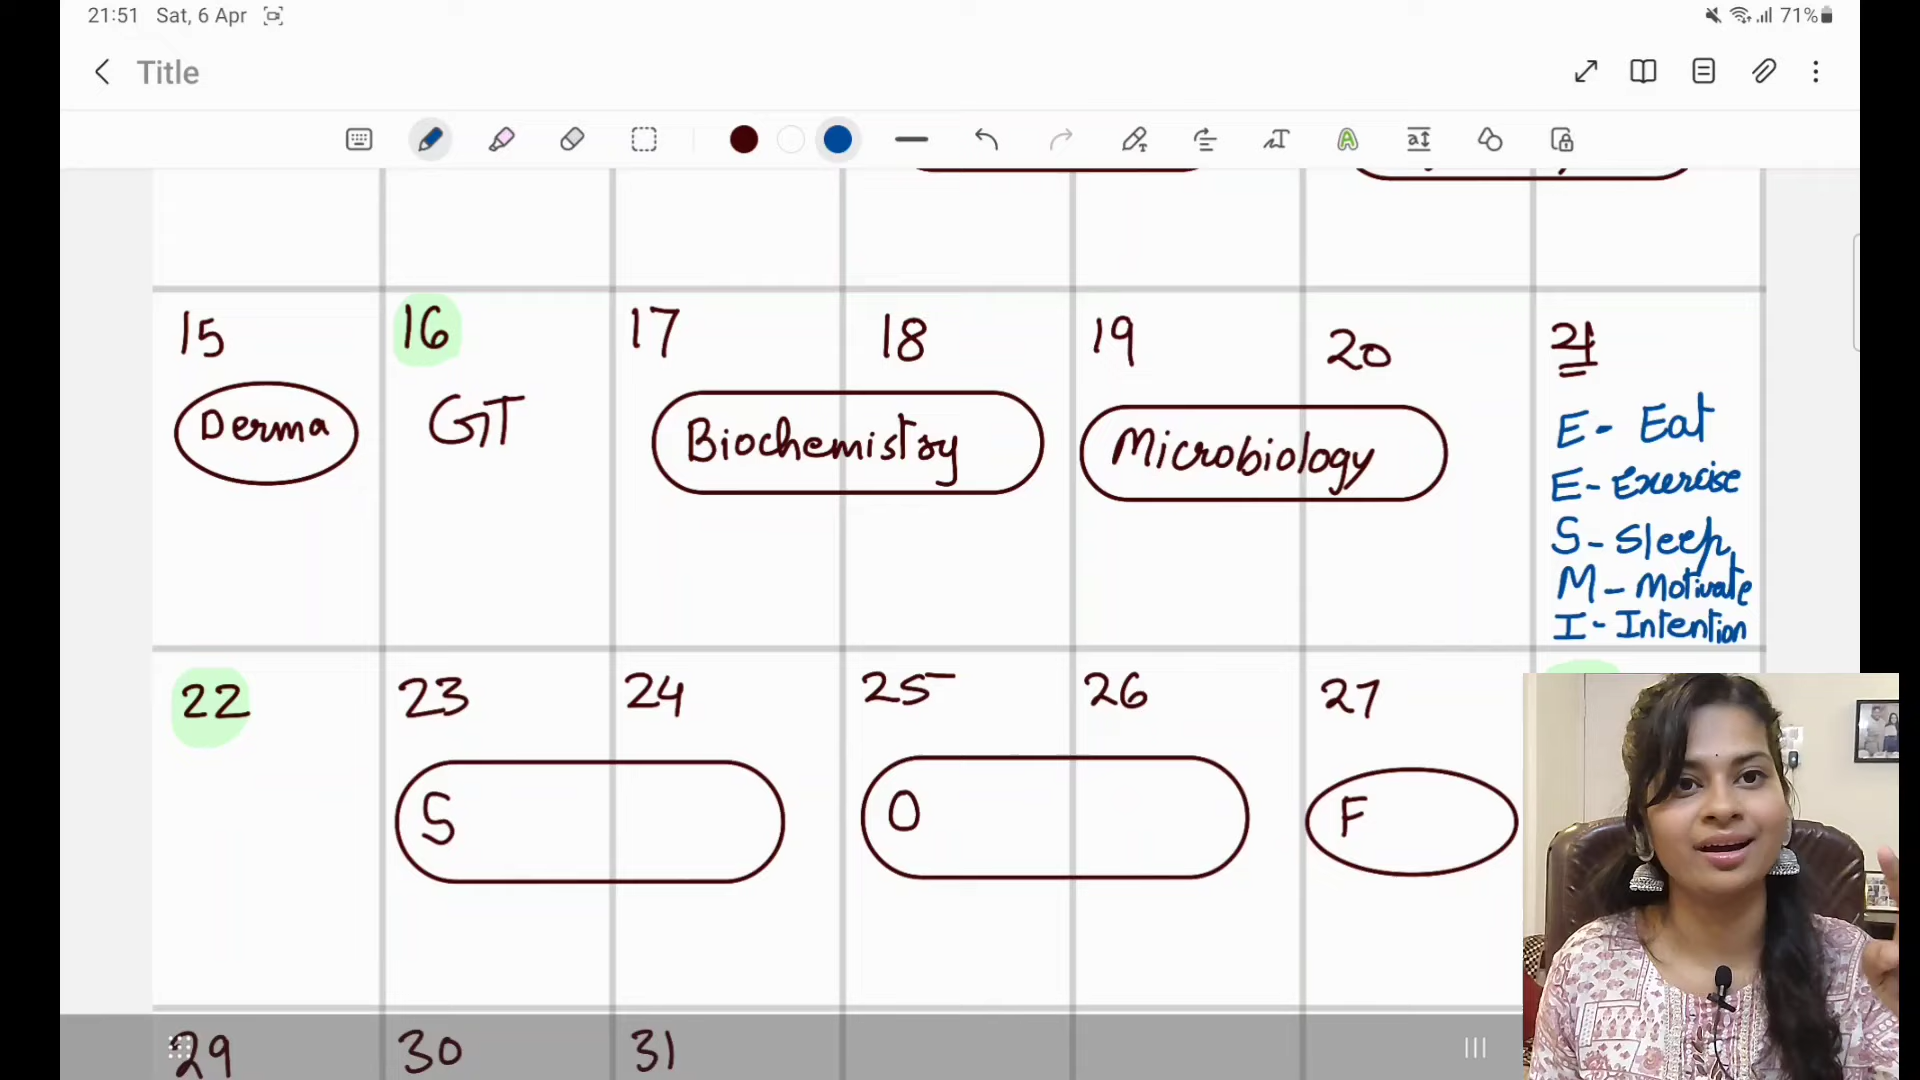 21:51 Sat, 6 Apr 71%
Title
15 16 17 18 19 20 21
Derma GT Biochemistry Microbiology
E - Eat
E - Exercise
S - Sleep
M - Motivate
I - Intention
22 23 24 25 26 27
S O F
29 30 31